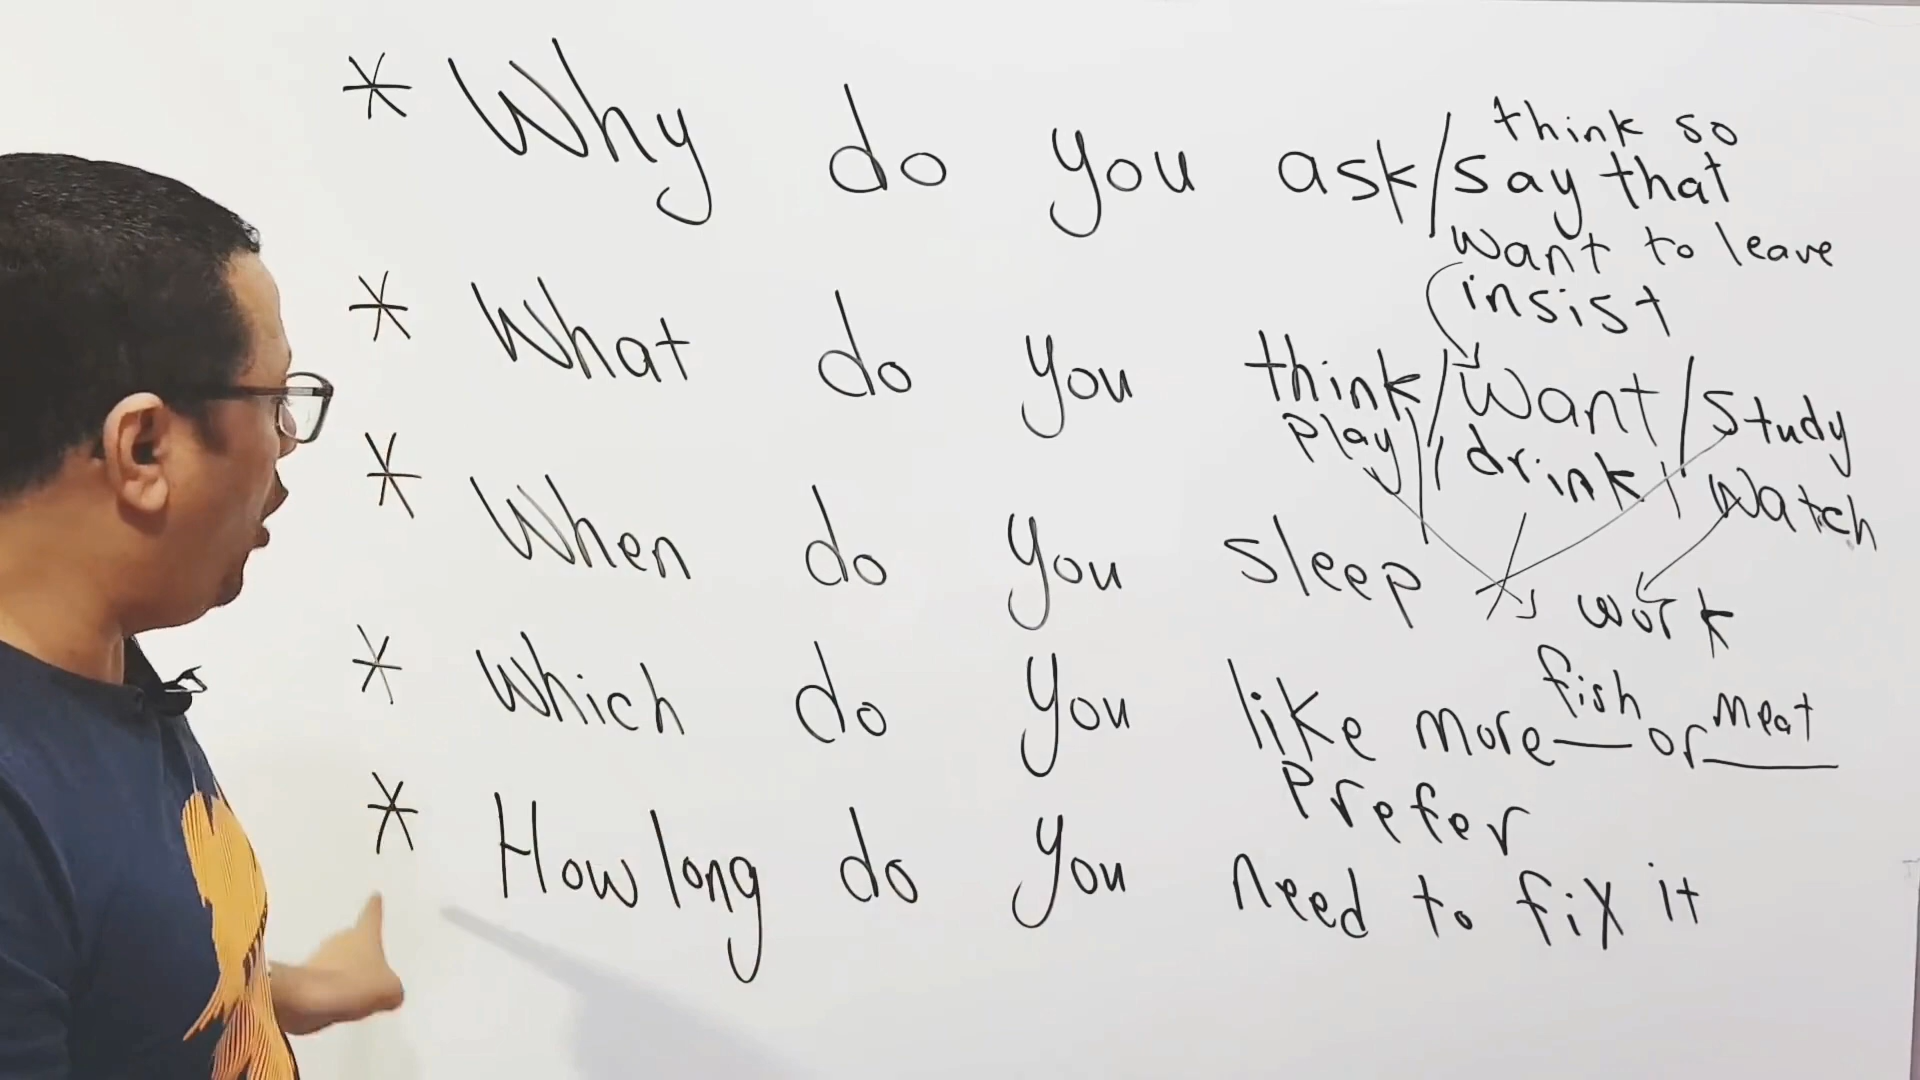 think so
* Why do you ask/say that
want to leave
insist
* What do you think/want/study
play / drink / watch
* When do you sleep / work
fish meat
* Which do you like more __ or __
prefer
* How long do you need to fix it